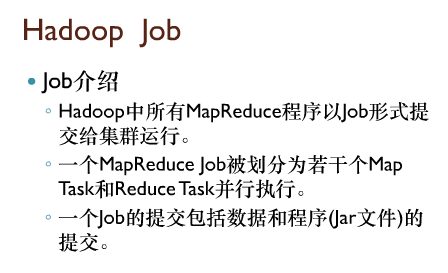 Hadoop Job
Job介绍
Hadoop中所有MapReduce程序以Job形式提
交给集群运行。
一个MapReduce Job被划分为若干个Map
Task和Reduce Task并行执行。
一个Job的提交包括数据和程序(Jar文件)的
提交。